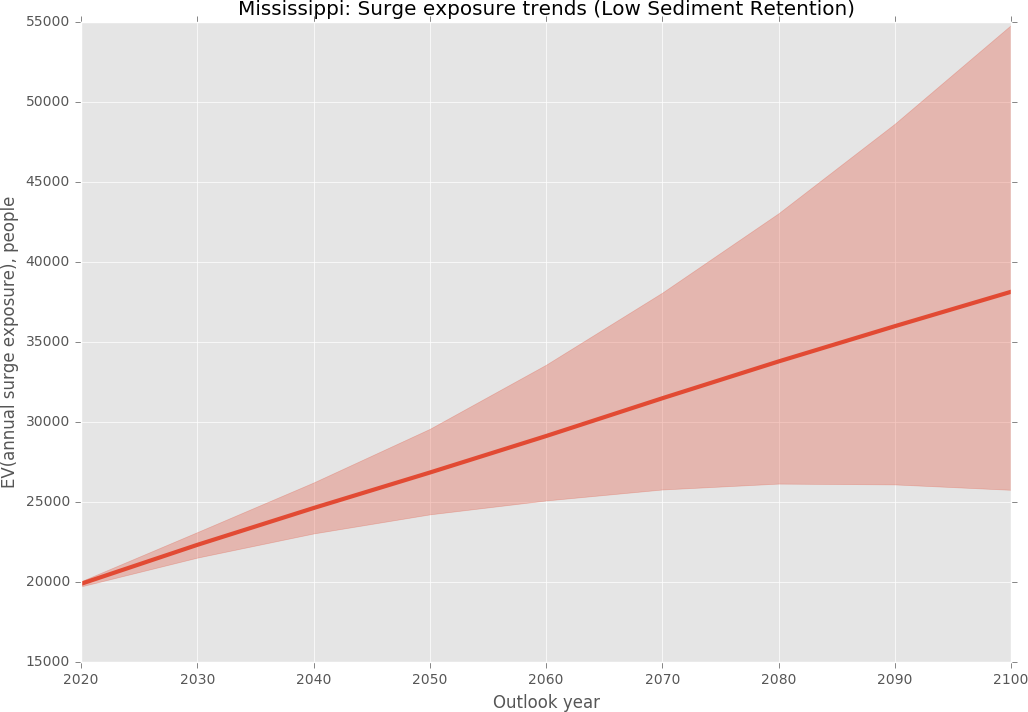 Mississippi: Surge exposure trends (Low Sediment Retention)
55000
50000
45000
40000
35000
30000
25000
20000
15000
EV(annual surge exposure), people
2020 2030 2040 2050 2060 2070 2080 2090 2100
Outlook year